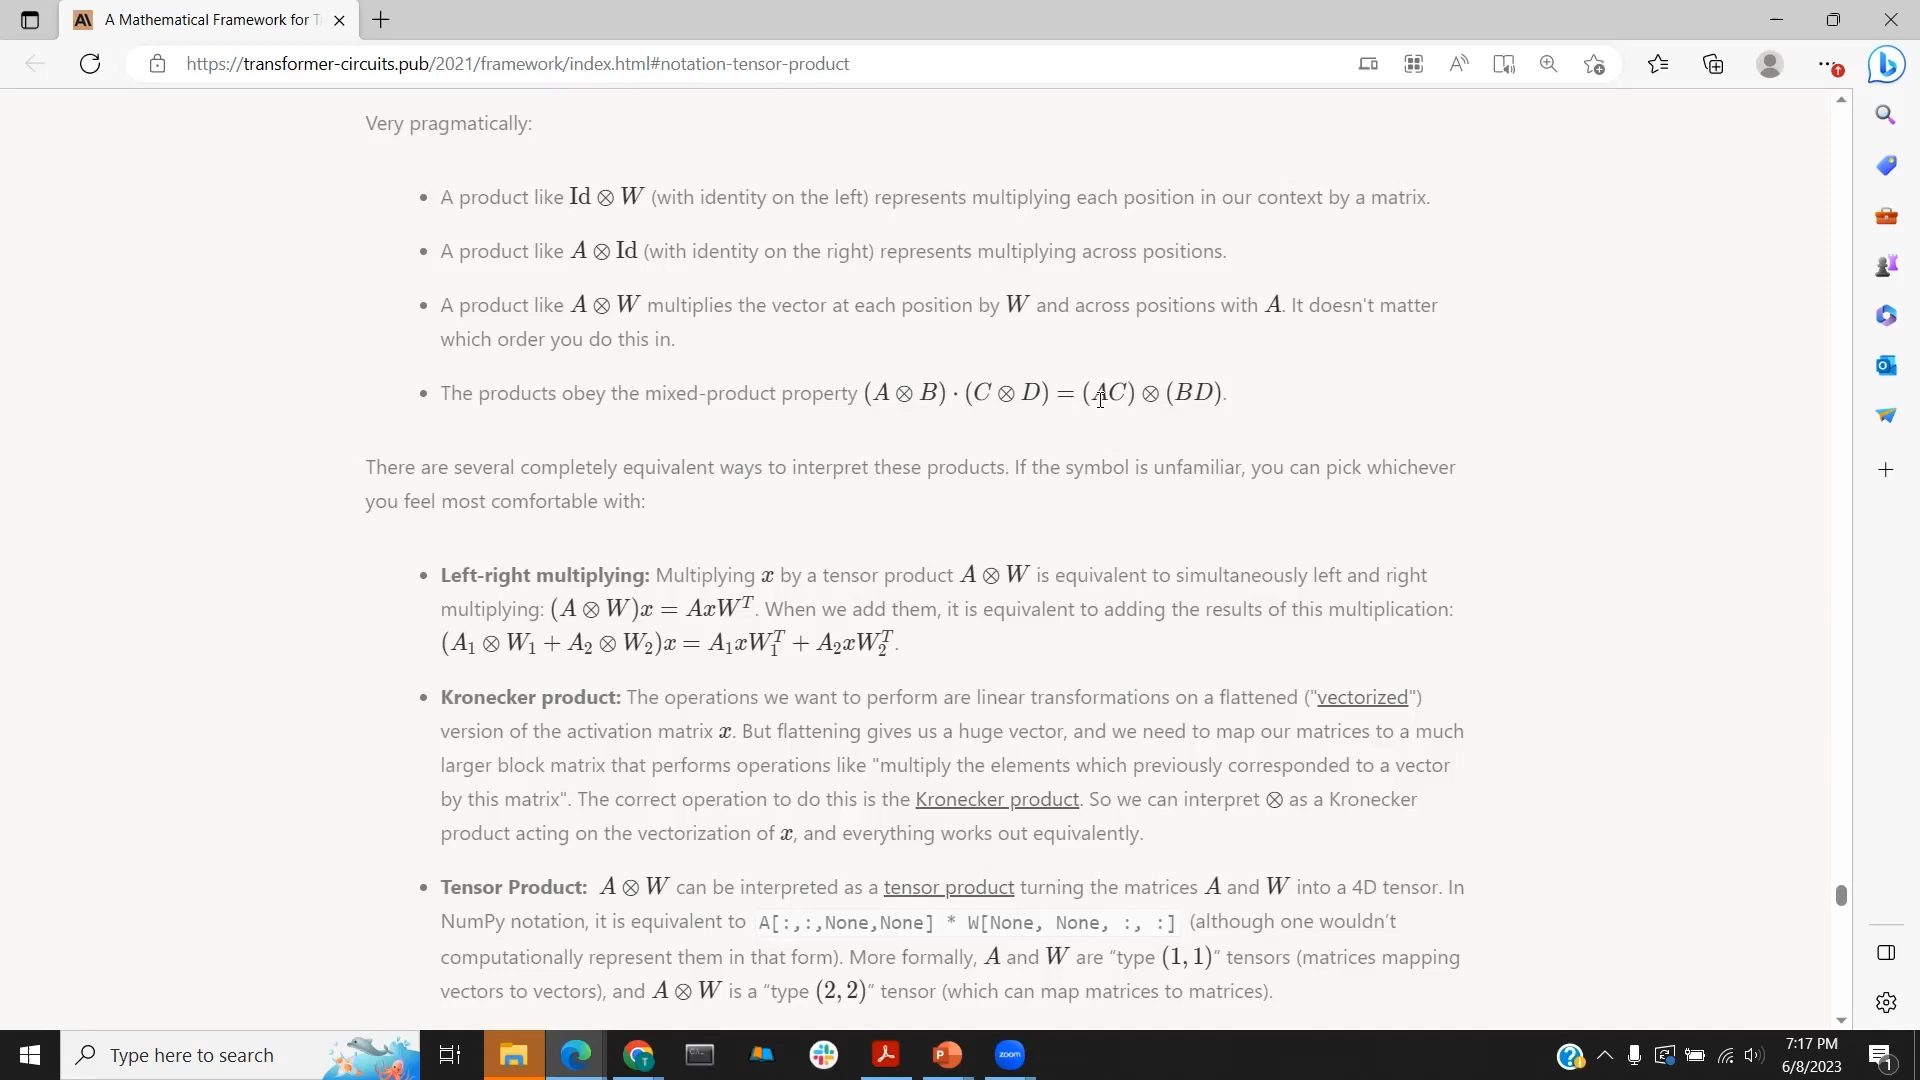 A Mathematical Framework for T
https://transformer-circuits.pub/2021/framework/index.html#notation-tensor-product
Very pragmatically:
• A product like Id ⊗ W (with identity on the left) represents multiplying each position in our context by a matrix.
• A product like A ⊗ Id (with identity on the right) represents multiplying across positions.
• A product like A ⊗ W multiplies the vector at each position by W and across positions with A. It doesn't matter
which order you do this in.
• The products obey the mixed-product property (A ⊗ B) · (C ⊗ D) = (AC) ⊗ (BD).
There are several completely equivalent ways to interpret these products. If the symbol is unfamiliar, you can pick whichever
you feel most comfortable with:
• Left-right multiplying: Multiplying x by a tensor product A ⊗ W is equivalent to simultaneously left and right
multiplying: (A ⊗ W)x = AxW^T. When we add them, it is equivalent to adding the results of this multiplication:
(A₁ ⊗ W₁ + A₂ ⊗ W₂)x = A₁xW₁^T + A₂xW₂^T.
• Kronecker product: The operations we want to perform are linear transformations on a flattened ("vectorized")
version of the activation matrix x. But flattening gives us a huge vector, and we need to map our matrices to a much
larger block matrix that performs operations like "multiply the elements which previously corresponded to a vector
by this matrix". The correct operation to do this is the Kronecker product. So we can interpret ⊗ as a Kronecker
product acting on the vectorization of x, and everything works out equivalently.
• Tensor Product: A ⊗ W can be interpreted as a tensor product turning the matrices A and W into a 4D tensor. In
NumPy notation, it is equivalent to A[:,:,None,None] * W[None, None, :, :] (although one wouldn't
computationally represent them in that form). More formally, A and W are “type (1, 1)” tensors (matrices mapping
vectors to vectors), and A ⊗ W is a “type (2, 2)” tensor (which can map matrices to matrices).
Type here to search
zoom
7:17 PM
6/8/2023
1